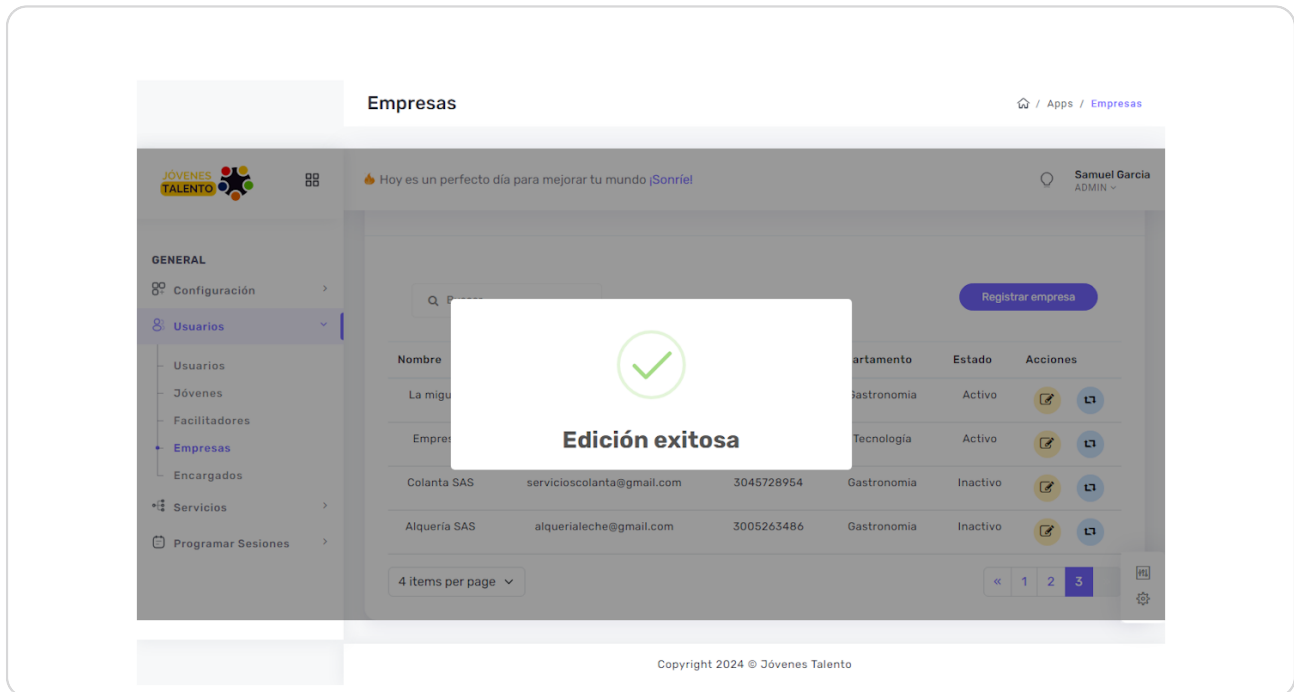 Empresas
/ Apps / Empresas
JÓVENES
TALENTO
Hoy es un perfecto día para mejorar tu mundo ¡Sonríe!
Samuel Garcia
ADMIN
GENERAL
Configuración
Usuarios
Usuarios
Jóvenes
Facilitadores
Empresas
Encargados
Servicios
Programar Sesiones
Registrar empresa
Nombre artamento Estado Acciones
La migu Gastronomia Activo
Empres Tecnología Activo
Colanta SAS servicioscolanta@gmail.com 3045728954 Gastronomia Inactivo
Alquería SAS alquerialeche@gmail.com 3005263486 Gastronomia Inactivo
Edición exitosa
4 items per page
« 1 2 3
Copyright 2024 © Jóvenes Talento